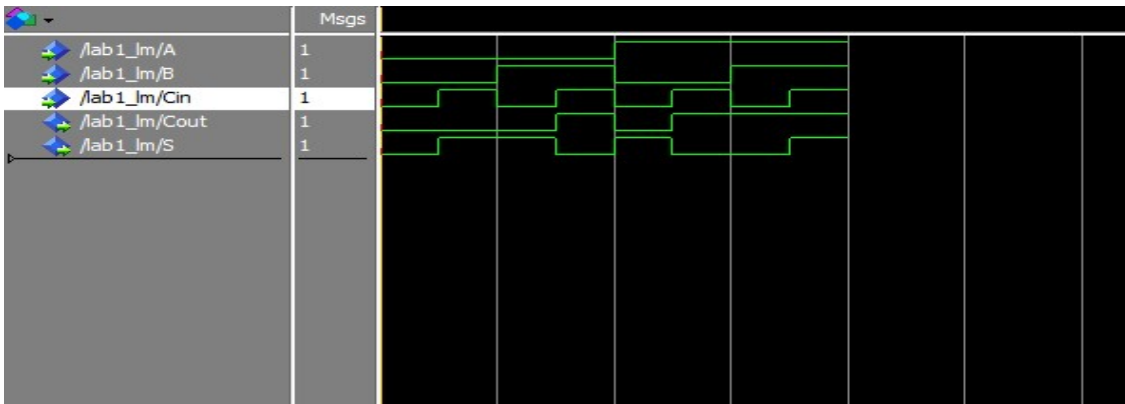 Msgs
/lab1_lm/A 1
/lab1_lm/B 1
/lab1_lm/Cin 1
/lab1_lm/Cout 1
/lab1_lm/S 1